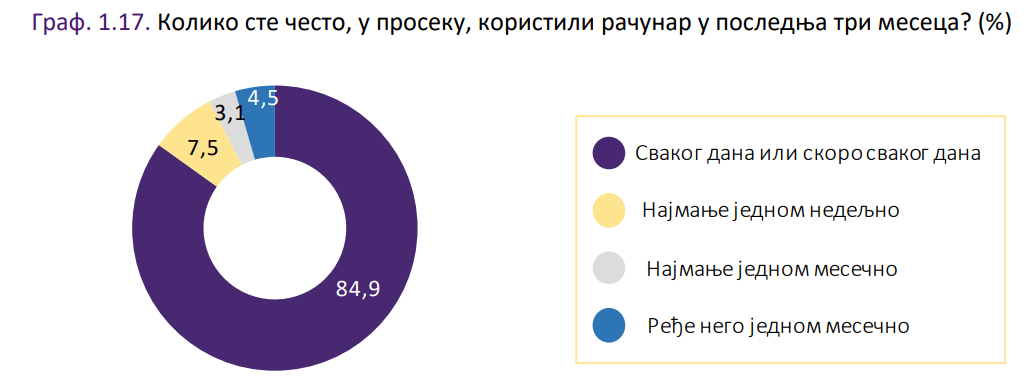 Граф. 1.17. Колико сте често, у просеку, користили рачунар у последња три месеца? (%)
4,5
3,1
7,5
84,9
Сваког дана или скоро сваког дана
Најмање једном недељно
Најмање једном месечно
Ређе него једном месечно